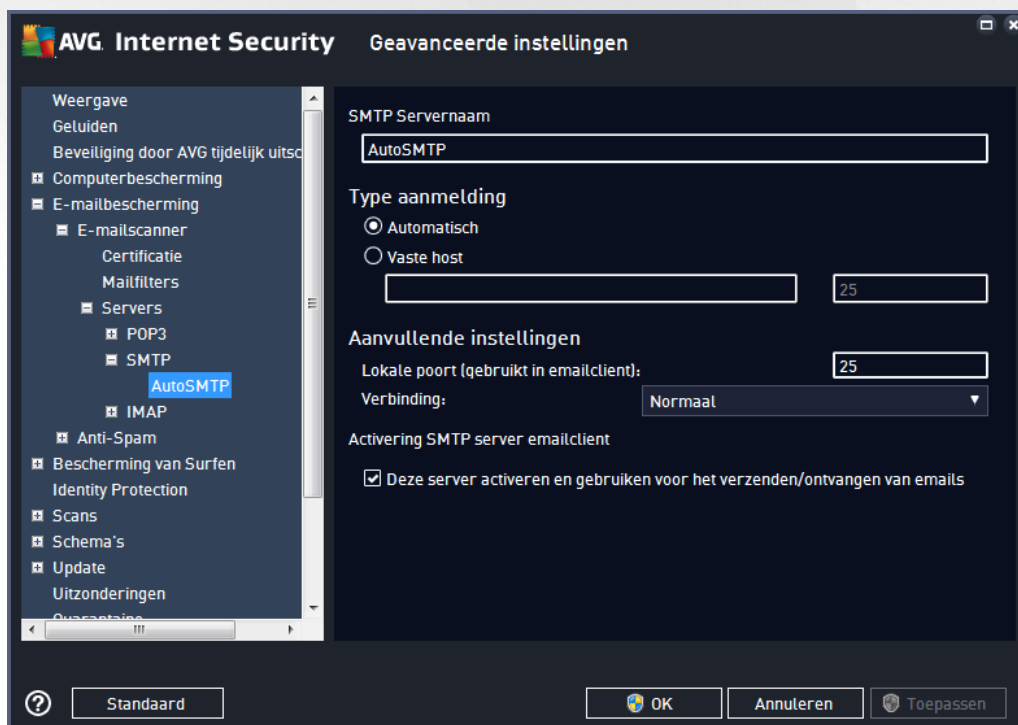 AVG. Internet Security Geavanceerde instellingen
Weergave
Geluiden
Beveiliging door AVG tijdelijk uitsc
Computerbescherming
E-mailbescherming
E-mailscanner
Certificatie
Mailfilters
Servers
POP3
SMTP
AutoSMTP
IMAP
Anti-Spam
Bescherming van Surfen
Identity Protection
Scans
Schema's
Update
Uitzonderingen
Quarantaine
SMTP Servernaam
AutoSMTP
Type aanmelding
Automatisch
Vaste host
25
Aanvullende instellingen
Lokale poort (gebruikt in emailclient): 25
Verbinding: Normaal
Activering SMTP server emailclient
Deze server activeren en gebruiken voor het verzenden/ontvangen van emails
? Standaard OK Annuleren Toepassen